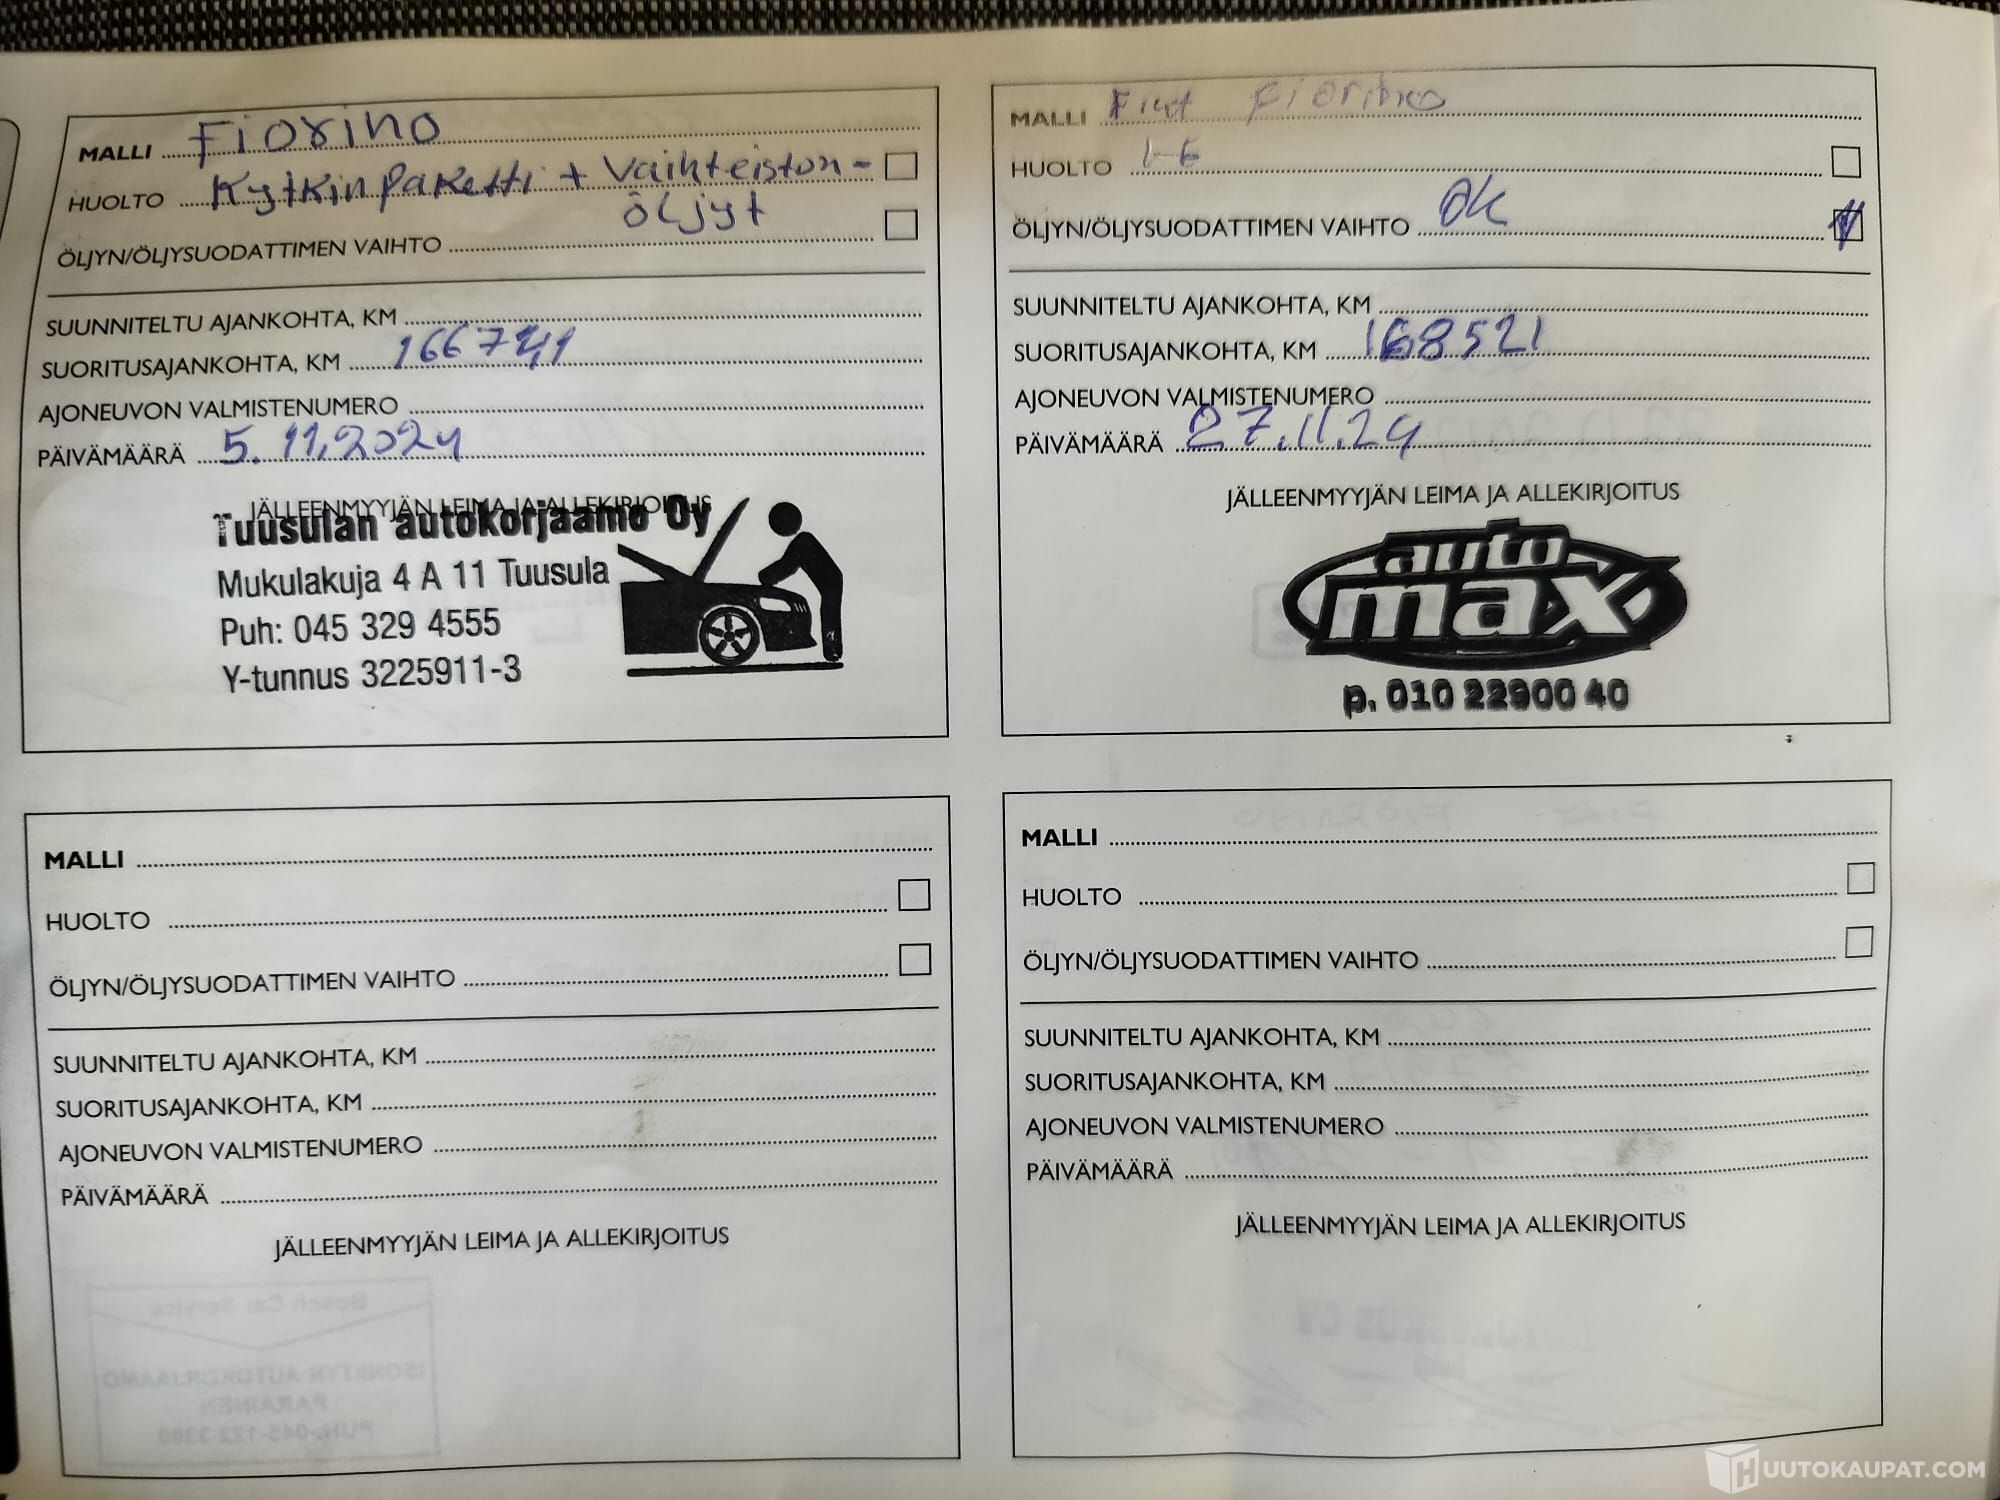 MALLI Fiorino
HUOLTO Kytkinpaketti + Vaihteiston-
öljyt
ÖLJYN/ÖLJYSUODATTIMEN VAIHTO
SUUNNITELTU AJANKOHTA, KM
SUORITUSAJANKOHTA, KM
AJONEUVON VALMISTENUMERO
PÄIVÄMÄÄRÄ 5.11.2024
JÄLLEENMYYJÄN LEIMA JA ALLEKIRJOITUS
Tuusulan autokorjaamo Oy
Mukulakuja 4 A 11 Tuusula
Puh: 045 329 4555
Y-tunnus 3225911-3
MALLI Fiat Fiorino
HUOLTO
ÖLJYN/ÖLJYSUODATTIMEN VAIHTO OK
SUUNNITELTU AJANKOHTA, KM
SUORITUSAJANKOHTA, KM 168521
AJONEUVON VALMISTENUMERO
PÄIVÄMÄÄRÄ 27.11.24
JÄLLEENMYYJÄN LEIMA JA ALLEKIRJOITUS
auto
max
p. 010 22900 40
MALLI
HUOLTO
ÖLJYN/ÖLJYSUODATTIMEN VAIHTO
SUUNNITELTU AJANKOHTA, KM
SUORITUSAJANKOHTA, KM
AJONEUVON VALMISTENUMERO
PÄIVÄMÄÄRÄ
JÄLLEENMYYJÄN LEIMA JA ALLEKIRJOITUS
MALLI
HUOLTO
ÖLJYN/ÖLJYSUODATTIMEN VAIHTO
SUUNNITELTU AJANKOHTA, KM
SUORITUSAJANKOHTA, KM
AJONEUVON VALMISTENUMERO
PÄIVÄMÄÄRÄ
JÄLLEENMYYJÄN LEIMA JA ALLEKIRJOITUS
HUUTOKAUPAT.COM